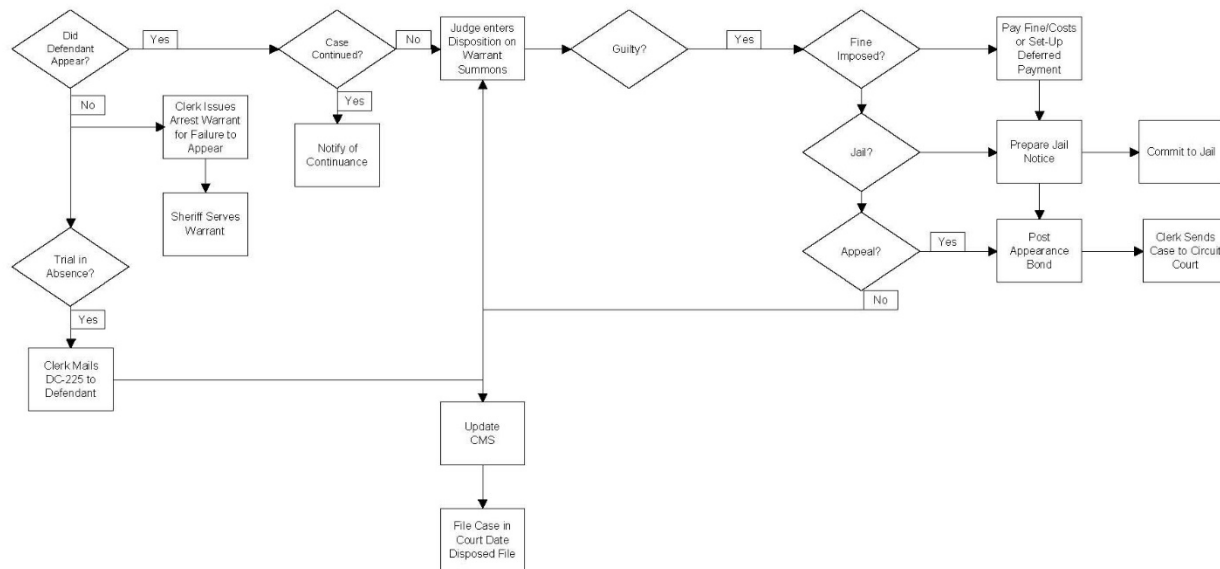 Did
Defendant
Appear?
Yes
Case
Continued?
No
Judge enters
Disposition on
Warrant
Summons
Guilty?
Yes
Fine
Imposed?
Pay Fine/Costs
or Set-Up
Deferred
Payment
No
Clerk Issues
Arrest Warrant
for Failure to
Appear
Yes
Notify of
Continuance
Jail?
Prepare Jail
Notice
Commit to Jail
Sheriff Serves
Warrant
Trial in
Absence?
Appeal?
Yes
Post
Appearance
Bond
Clerk Sends
Case to Circuit
Court
No
Yes
Clerk Mails
DC-225 to
Defendant
Update
CMS
File Case in
Court Date
Disposed File